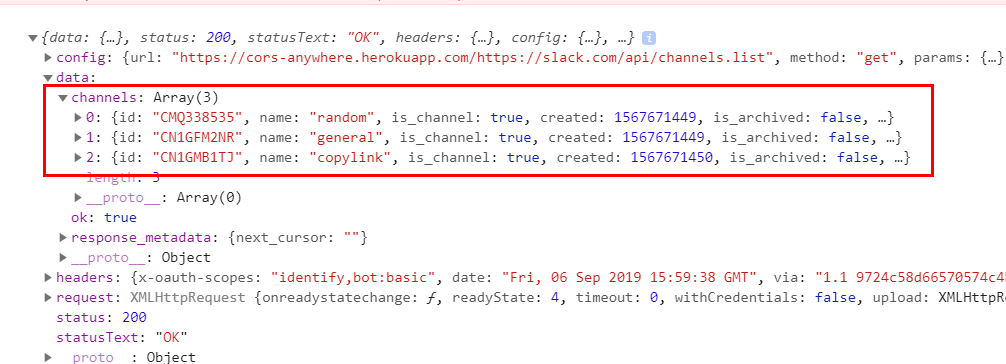 {data: {…}, status: 200, statusText: "OK", headers: {…}, config: {…}, …} i
config: {url: "https://cors-anywhere.herokuapp.com/https://slack.com/api/channels.list", method: "get", params: {…}
data:
channels: Array(3)
0: {id: "CMQ338535", name: "random", is_channel: true, created: 1567671449, is_archived: false, …}
1: {id: "CN1GFM2NR", name: "general", is_channel: true, created: 1567671449, is_archived: false, …}
2: {id: "CN1GMB1TJ", name: "copylink", is_channel: true, created: 1567671450, is_archived: false, …}
length: 3
__proto__: Array(0)
ok: true
response_metadata: {next_cursor: ""}
__proto__: Object
headers: {x-oauth-scopes: "identify,bot:basic", date: "Fri, 06 Sep 2019 15:59:38 GMT", via: "1.1 9724c58d66570574c4
request: XMLHttpRequest {onreadystatechange: ƒ, readyState: 4, timeout: 0, withCredentials: false, upload: XMLHttpRe
status: 200
statusText: "OK"
__proto__: Object